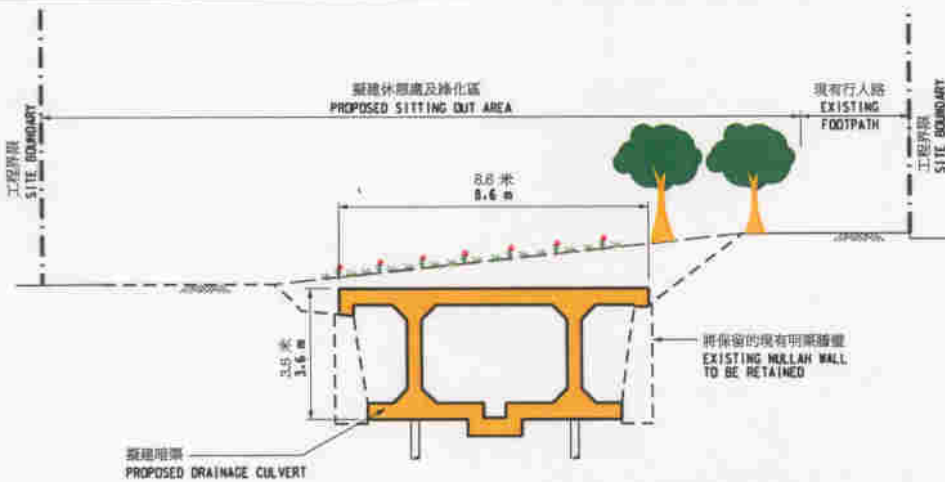 擬建休憩處及綠化區
PROPOSED SITTING OUT AREA
現有行人路
EXISTING
FOOTPATH
工程界限
SITE BOUNDARY
工程界限
SITE BOUNDARY
8.6 米
8.6 m
3.6 米
3.6 m
將保留的現有明渠牆壁
EXISTING NULLAH WALL
TO BE RETAINED
擬建暗渠
PROPOSED DRAINAGE CULVERT